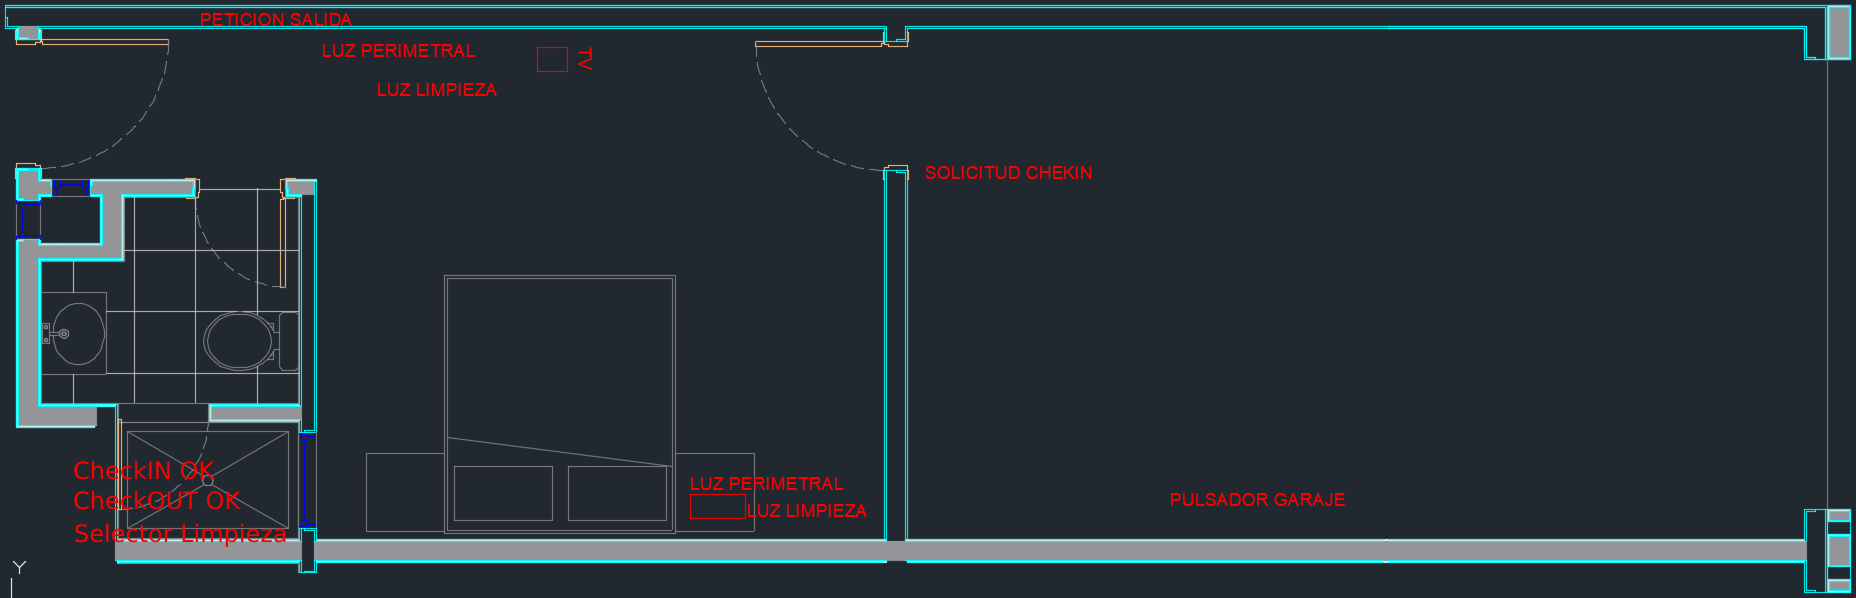 PETICION SALIDA
LUZ PERIMETRAL
TV
LUZ LIMPIEZA
SOLICITUD CHEKIN
CheckIN OK
CheckOUT OK
Selector Limpieza
LUZ PERIMETRAL
LUZ LIMPIEZA
PULSADOR GARAJE
Y